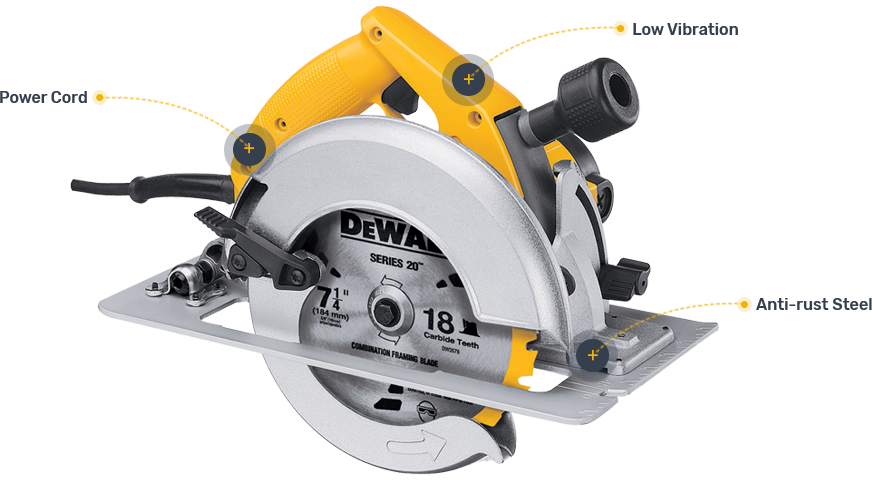 Low Vibration
Power Cord
DEWAL
SERIES 20™
7 1/4"
(184 mm)
18
Carbide Teeth
DW3578
COMBINATION FRAMING BLADE
Anti-rust Steel